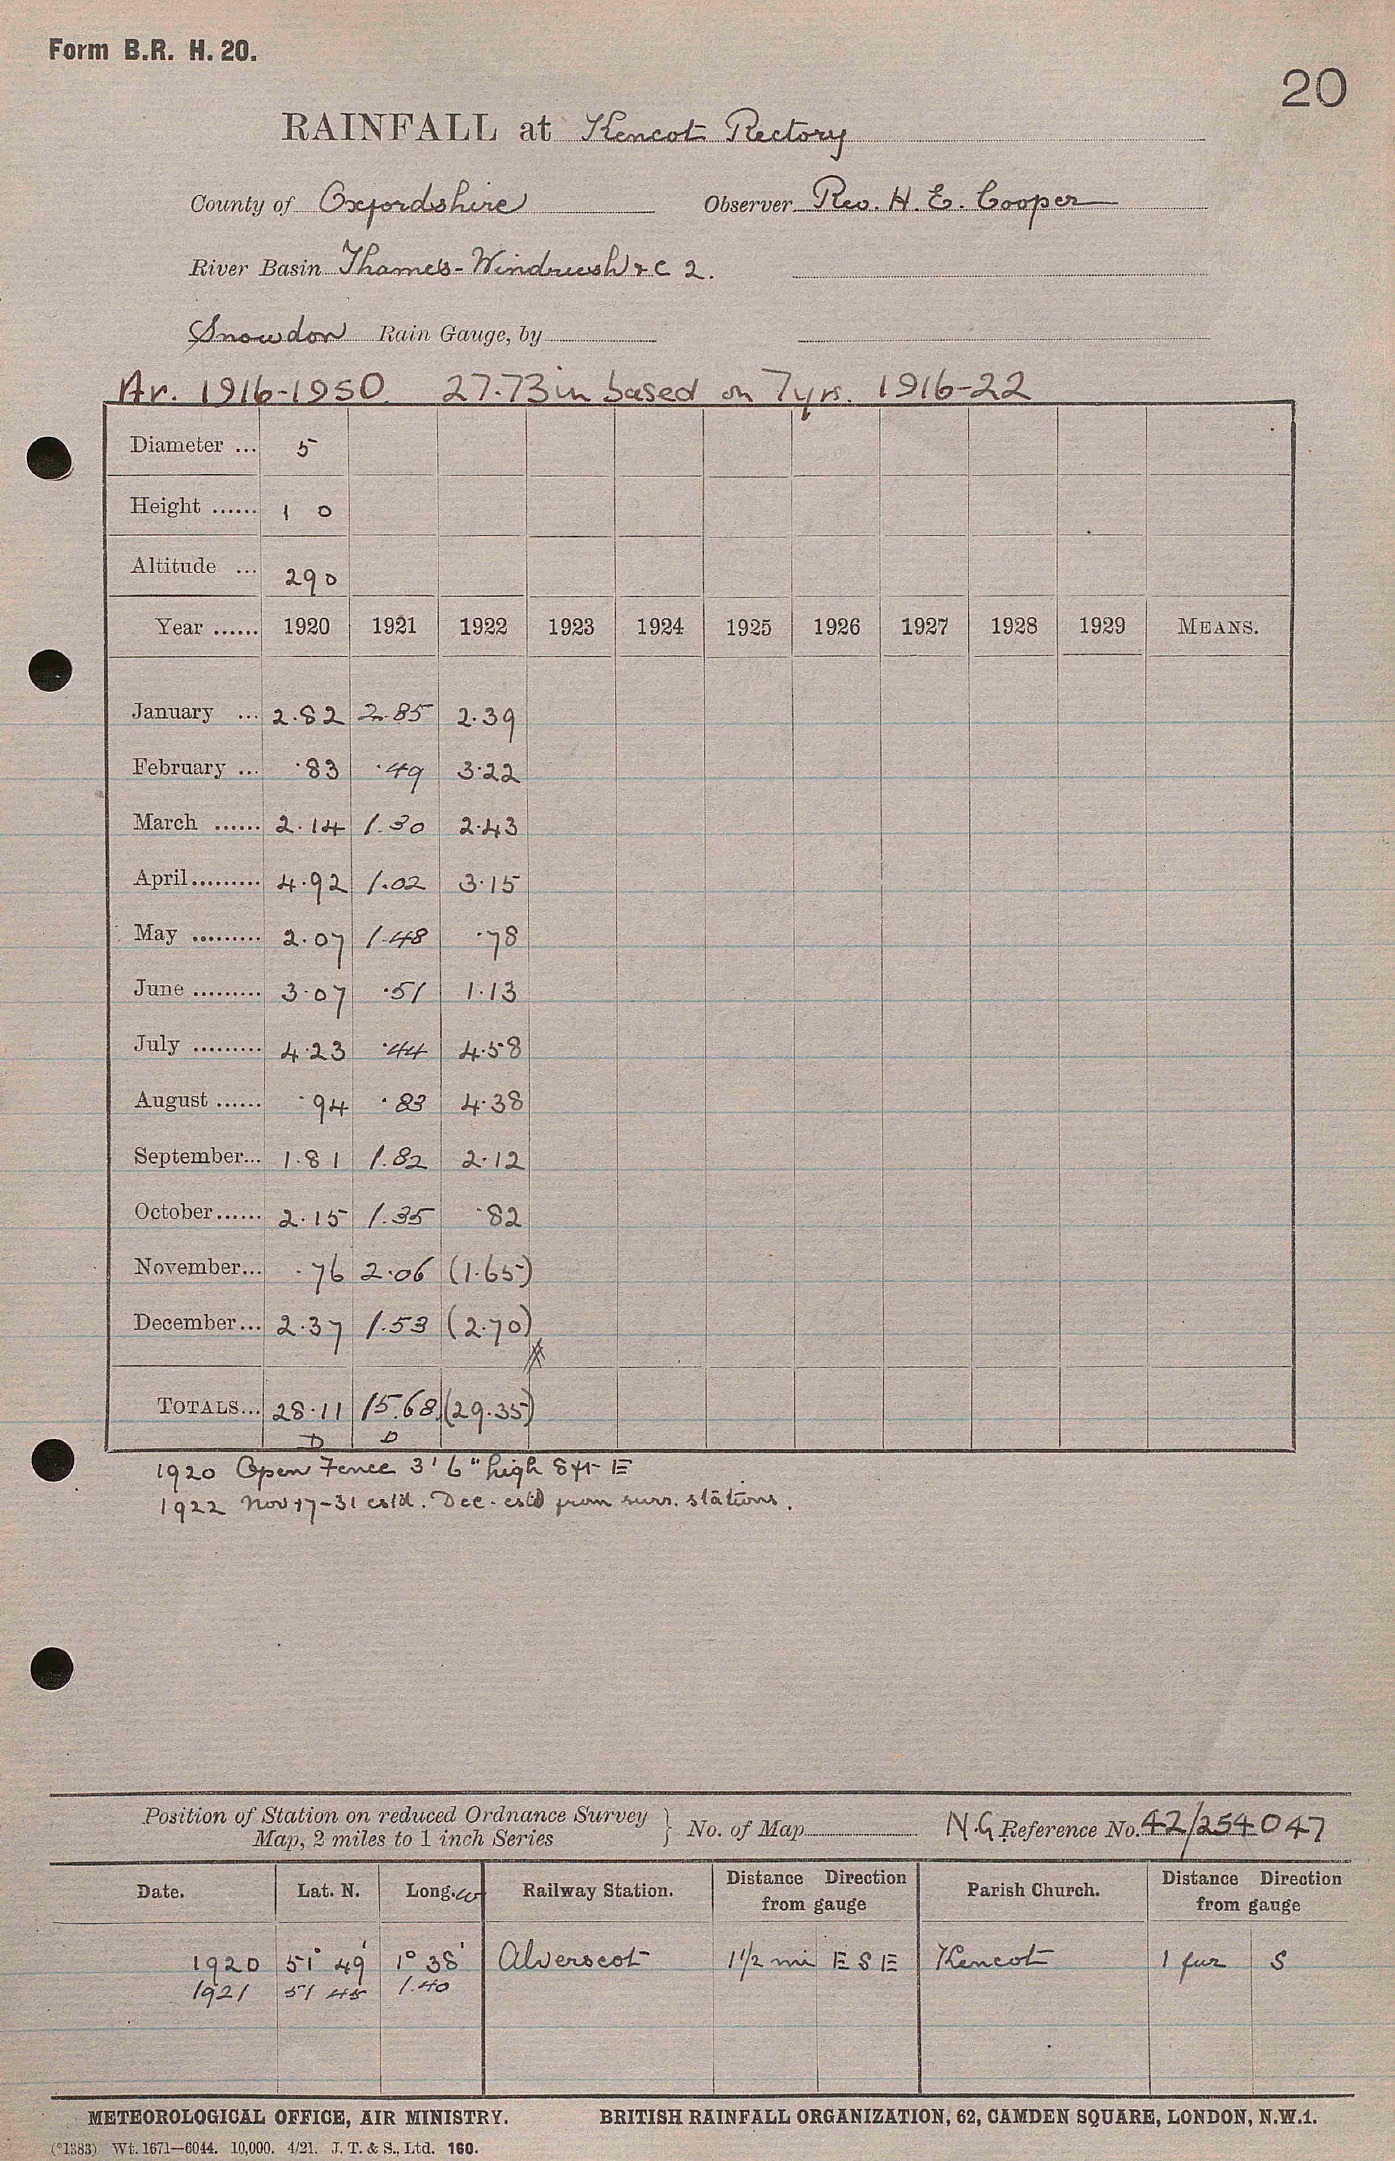 Form B.R. H. 20.
20
RAINFALL at Kencot Rectory
County of Oxfordshire Observer Rev. H. E. Cooper
River Basin Thames - Windrush &c 2.
Snowdon Rain Gauge, by
Av. 1916-1950 27.73 in based on 7 yrs. 1916-22
Diameter ... 5
Height ...... 1 0
Altitude ... 290
Year ...... 1920 1921 1922 1923 1924 1925 1926 1927 1928 1929 MEANS.
January ... 2.82 2.85 2.39
February ... .83 .49 3.22
March ...... 2.14 1.30 2.43
April......... 4.92 1.02 3.15
May ......... 2.07 1.48 .78
June ......... 3.07 .51 1.13
July ......... 4.23 .44 4.58
August ...... .94 .83 4.38
September... 1.81 1.82 2.12
October...... 2.15 1.35 .82
November... .76 2.06 (1.65)
December... 2.37 1.53 (2.70)
TOTALS... 28.11 15.68 (29.35)
D D
1920 Open Fence 3' 6" high 8 ft E
1922 Nov 17-31 estd. Dec. estd from surr. stations.
Position of Station on reduced Ordnance Survey
Map, 2 miles to 1 inch Series } No. of Map N.G Reference No. 42/254047
Date. Lat. N. Long. W Railway Station. Distance Direction from gauge Parish Church. Distance Direction from gauge
1920 51° 49' 1° 38' Alverscot 1 1/2 mi E S E Kencot 1 fur S
1921 51 45 1.40
METEOROLOGICAL OFFICE, AIR MINISTRY. BRITISH RAINFALL ORGANIZATION, 62, CAMDEN SQUARE, LONDON, N.W.1.
(*1383) Wt. 1671—6044. 10,000. 4/21. J. T. & S., Ltd. 160.